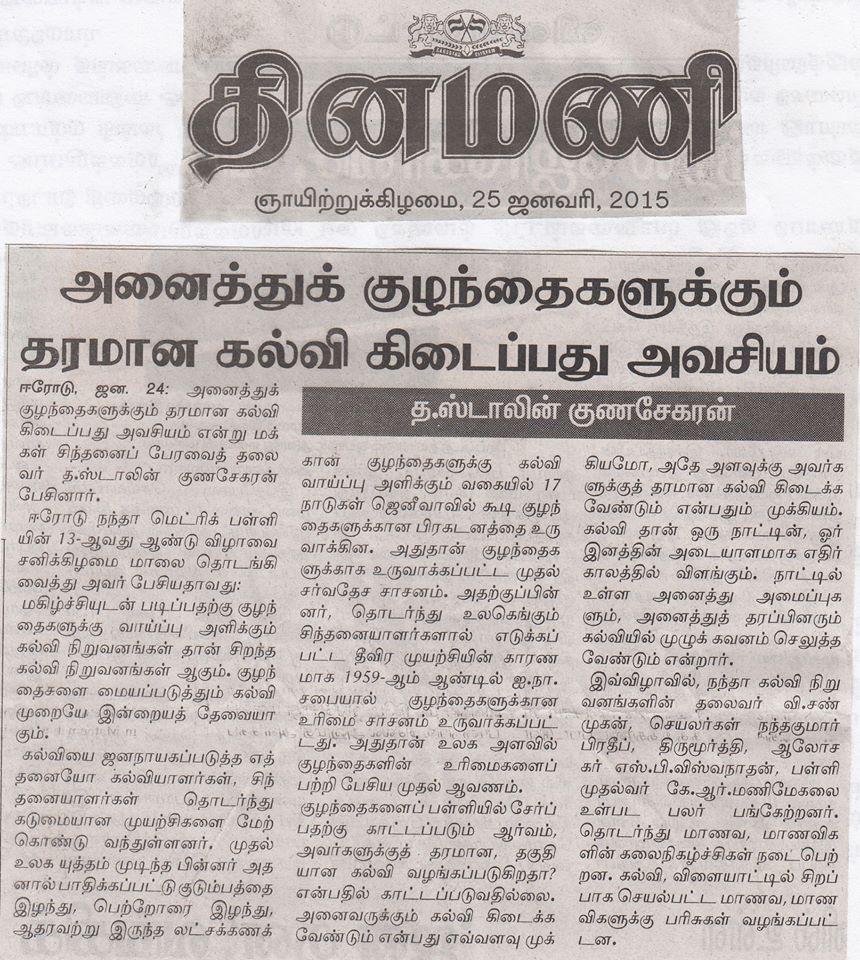 தினமணி
ஞாயிற்றுக்கிழமை, 25 ஜனவரி, 2015
அனைத்துக் குழந்தைகளுக்கும்
தரமான கல்வி கிடைப்பது அவசியம்
த.ஸ்டாலின் குணசேகரன்
ஈரோடு, ஜன. 24: அனைத்துக்
குழந்தைகளுக்கும் தரமான கல்வி
கிடைப்பது அவசியம் என்று மக்
கள் சிந்தனைப் பேரவைத் தலை
வர் த.ஸ்டாலின் குணசேகரன்
பேசினார்.
ஈரோடு நந்தா மெட்ரிக் பள்ளி
யின் 13-ஆவது ஆண்டு விழாவை
சனிக்கிழமை மாலை தொடங்கி
வைத்து அவர் பேசியதாவது:
மகிழ்ச்சியுடன் படிப்பதற்கு குழந்
தைகளுக்கு வாய்ப்பு அளிக்கும்
கல்வி நிறுவனங்கள் தான் சிறந்த
கல்வி நிறுவனங்கள் ஆகும். குழந்
தைசளை மையப்படுத்தும் கல்வி
முறையே இன்றையத் தேவையா
கும்.
கல்வியை ஜனநாயகப்படுத்த எத்
தனையோ கல்வியாளர்கள், சிந்
தனையாளர்கள் தொடர்ந்து
கடுமையான முயற்சிகளை மேற்
கொண்டு வந்துள்ளனர். முதல்
உலக யுத்தம் முடிந்த பின்னர் அத
னால் பாதிக்கப்பட்டு குடும்பத்தை
இழந்து, பெற்றோரை இழந்து,
ஆதரவற்று இருந்த லட்சக்கணக்
கான் குழந்தைகளுக்கு கல்வி
வாய்ப்பு அளிக்கும் வகையில் 17
நாடுகள் ஜெனீவாவில் கூடி குழந்
தைகளுக்கான பிரகடனத்தை உரு
வாக்கின. அதுதான் குழந்தைக
ளுக்காக உருவாக்கப்பட்ட முதல்
சர்வதேச சாசனம். அதற்குப்பின்
னர், தொடர்ந்து உலகெங்கும்
சிந்தனையாளர்களால் எடுக்கப்
பட்ட தீவிர முயற்சியின் காரண
மாக 1959-ஆம் ஆண்டில் ஐ.நா.
சபையால் குழந்தைகளுக்கான
உரிமை சாசனம் உருவாக்கப்பட்
டது. அதுதான் உலக அளவில்
குழந்தைகளின் உரிமைகளைப்
பற்றி பேசிய முதல் ஆவணம்.
குழந்தைகளைப் பள்ளியில் சேர்ப்
பதற்கு காட்டப்படும் ஆர்வம்,
அவர்களுக்குத் தரமான, தகுதி
யான கல்வி வழங்கப்படுகிறதா?
என்பதில் காட்டப்படுவதில்லை.
அனைவருக்கும் கல்வி கிடைக்க
வேண்டும் என்பது எவ்வளவு முக்
கியமோ, அதே அளவுக்கு அவர்க
ளுக்குத் தரமான கல்வி கிடைக்க
வேண்டும் என்பதும் முக்கியம்.
கல்வி தான் ஒரு நாட்டின், ஓர்
இனத்தின் அடையாளமாக எதிர்
காலத்தில் விளங்கும். நாட்டில்
உள்ள அனைத்து அமைப்புக
ளும், அனைத்துத் தரப்பினரும்
கல்வியில் முழுக் கவனம் செலுத்த
வேண்டும் என்றார்.
இவ்விழாவில், நந்தா கல்வி நிறு
வனங்களின் தலைவர் வி.சண்
முகன், செயலர்கள் நந்தகுமார்
பிரதீப், திருமூர்த்தி, ஆலோச
கர் எஸ்.பி.விஸ்வநாதன், பள்ளி
முதல்வர் கே.ஆர்.மணிமேகலை
உள்பட பலர் பங்கேற்றனர்.
தொடர்ந்து மாணவ, மாணவிக
ளின் கலைநிகழ்ச்சிகள் நடைபெற்
றன. கல்வி, விளையாட்டில் சிறப்
பாக செயல்பட்ட மாணவ, மாண
விகளுக்கு பரிசுகள் வழங்கப்பட்
டன.